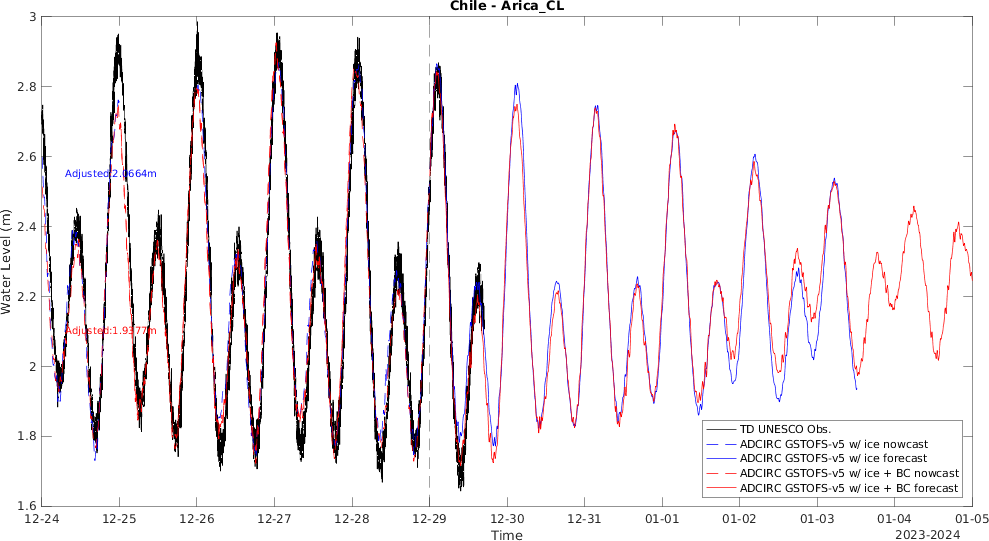 Chile - Arica_CL
Water Level (m)
3
2.8
2.6
2.4
2.2
2
1.8
1.6
Adjusted:2.0664m
Adjusted:1.9377m
TD UNESCO Obs.
ADCIRC GSTOFS-v5 w/ ice nowcast
ADCIRC GSTOFS-v5 w/ ice forecast
ADCIRC GSTOFS-v5 w/ ice + BC nowcast
ADCIRC GSTOFS-v5 w/ ice + BC forecast
12-24 12-25 12-26 12-27 12-28 12-29 12-30 12-31 01-01 01-02 01-03 01-04 01-05
Time
2023-2024